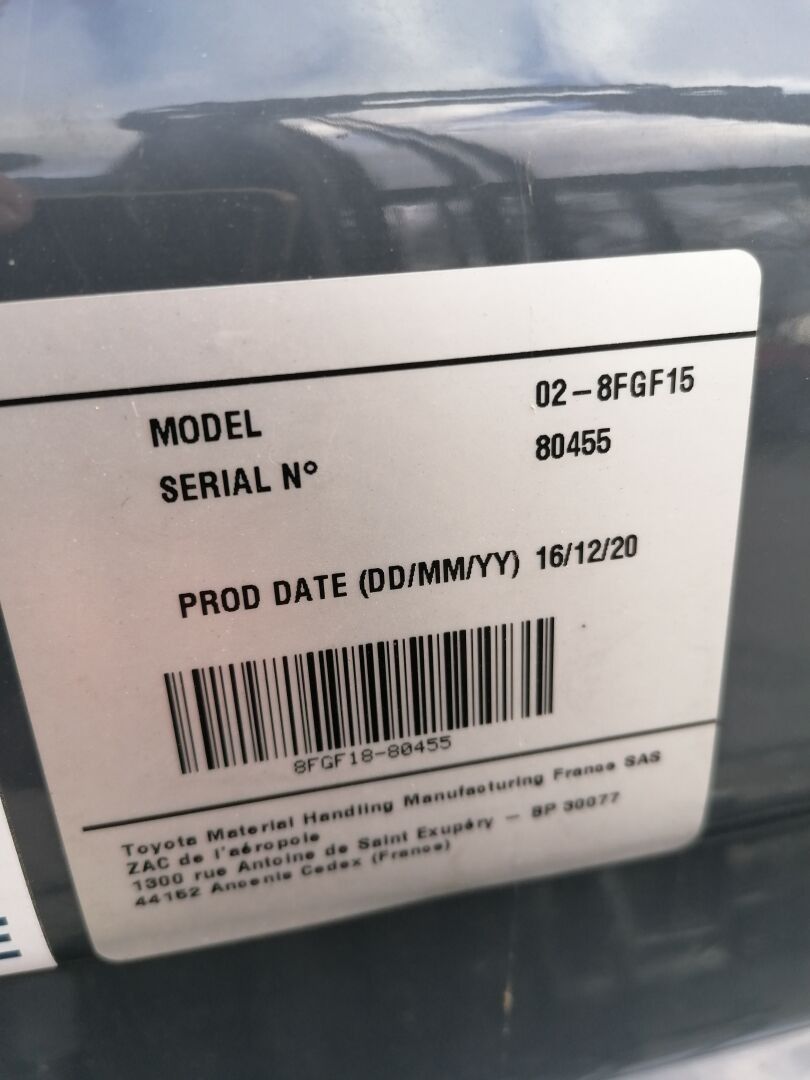 MODEL 02-8FGF15
SERIAL N° 80455
PROD DATE (DD/MM/YY) 16/12/20
8FGF18-80455
Toyota Material Handling Manufacturing France SAS
ZAC de l'aéropole
1300 rue Antoine de Saint Exupéry — BP 30077
44152 Ancenis Cedex (France)
E